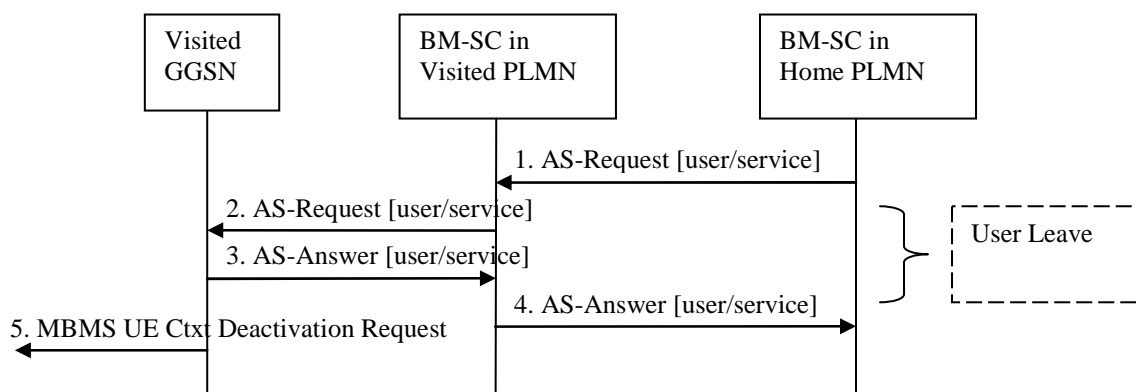 Visited
GGSN
BM-SC in
Visited PLMN
BM-SC in
Home PLMN
1. AS-Request [user/service]
2. AS-Request [user/service]
User Leave
3. AS-Answer [user/service]
4. AS-Answer [user/service]
5. MBMS UE Ctxt Deactivation Request